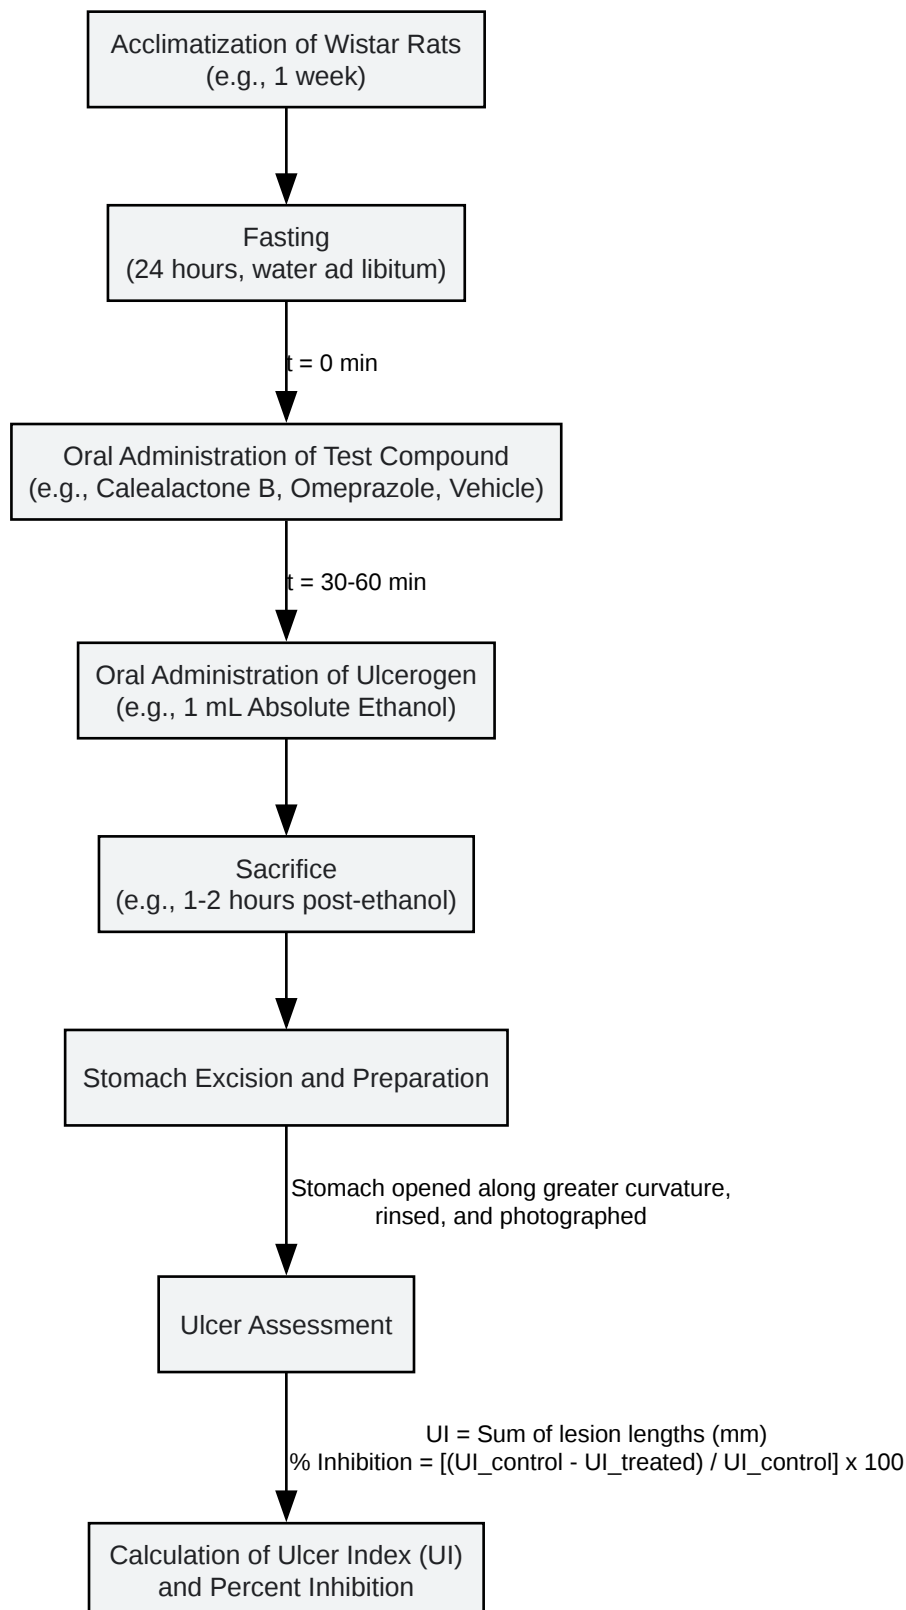 Acclimatization of Wistar Rats
(e.g., 1 week)
Fasting
(24 hours, water ad libitum)
t = 0 min
Oral Administration of Test Compound
(e.g., Calealactone B, Omeprazole, Vehicle)
t = 30-60 min
Oral Administration of Ulcerogen
(e.g., 1 mL Absolute Ethanol)
Sacrifice
(e.g., 1-2 hours post-ethanol)
Stomach Excision and Preparation
Stomach opened along greater curvature,
rinsed, and photographed
Ulcer Assessment
UI = Sum of lesion lengths (mm)
% Inhibition = [(UI_control - UI_treated) / UI_control] x 100
Calculation of Ulcer Index (UI)
and Percent Inhibition